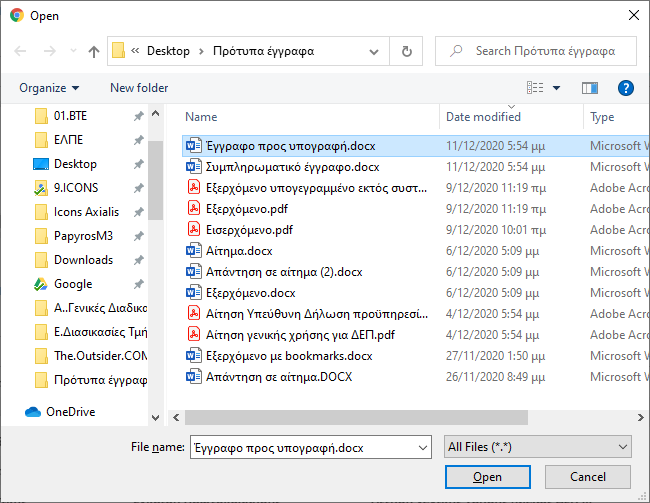 Open
« Desktop › Πρότυπα έγγραφα
Search Πρότυπα έγγραφα
Organize
New folder
01.BTE
ΕΛΠΕ
Desktop
9.ICONS
Icons Axialis
PapyrosM3
Downloads
Google
Α..Γενικές Διαδικα
Ε.Διασικασίες Τμή
The.Outsider.COM
Πρότυπα έγγραφα
OneDrive
Name Date modified Type
Έγγραφο προς υπογραφή.docx 11/12/2020 5:54 μμ Microsoft W
Συμπληρωματικό έγγραφο.docx 11/12/2020 5:54 μμ Microsoft W
Εξερχόμενο υπογεγραμμένο εκτός συστ... 9/12/2020 11:19 πμ Adobe Acro
Εξερχόμενο.pdf 9/12/2020 11:19 πμ Adobe Acro
Εισερχόμενο.pdf 9/12/2020 10:01 πμ Adobe Acro
Αίτημα.docx 6/12/2020 5:09 μμ Microsoft W
Απάντηση σε αίτημα (2).docx 6/12/2020 5:09 μμ Microsoft W
Εξερχόμενο.docx 6/12/2020 5:09 μμ Microsoft W
Αίτηση Υπεύθυνη Δήλωση προϋπηρεσί... 4/12/2020 5:54 μμ Adobe Acro
Αίτηση γενικής χρήσης για ΔΕΠ.pdf 4/12/2020 5:54 μμ Adobe Acro
Εξερχόμενο με bookmarks.docx 27/11/2020 1:50 μμ Microsoft W
Απάντηση σε αίτημα.DOCX 26/11/2020 8:49 μμ Microsoft W
File name: Έγγραφο προς υπογραφή.docx
All Files (*.*)
Open
Cancel